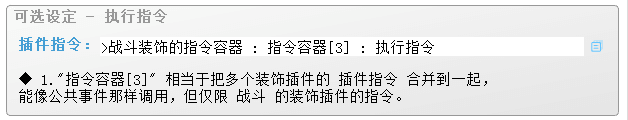 可选设定 - 执行指令
插件指令： >战斗装饰的指令容器 : 指令容器[3] : 执行指令
◆ 1."指令容器[3]" 相当于把多个装饰插件的 插件指令 合并到一起，
能像公共事件那样调用，但仅限 战斗 的装饰插件的指令。